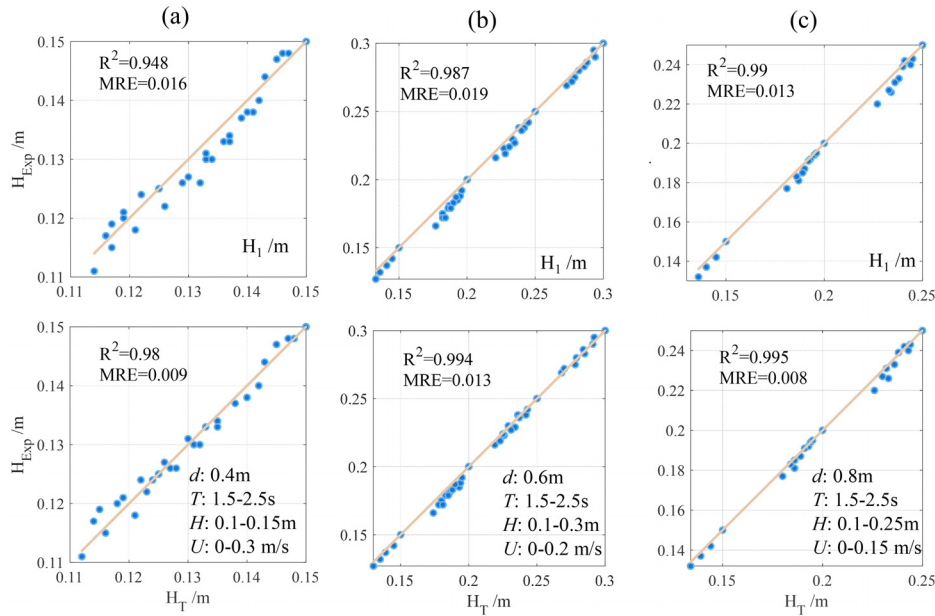 (a)
(b)
(c)
H_Exp /m
0.15
0.14
0.13
0.12
0.11
R²=0.948
MRE=0.016
H₁ /m
0.11 0.12 0.13 0.14 0.15
0.3
0.25
0.2
0.15
R²=0.987
MRE=0.019
H₁ /m
0.15 0.2 0.25 0.3
0.24
0.22
0.2
0.18
0.16
0.14
R²=0.99
MRE=0.013
H₁ /m
0.15 0.2 0.25
H_Exp /m
0.15
0.14
0.13
0.12
0.11
R²=0.98
MRE=0.009
d: 0.4m
T: 1.5-2.5s
H: 0.1-0.15m
U: 0-0.3 m/s
0.11 0.12 0.13 0.14 0.15
H_T /m
0.3
0.25
0.2
0.15
R²=0.994
MRE=0.013
d: 0.6m
T: 1.5-2.5s
H: 0.1-0.3m
U: 0-0.2 m/s
0.15 0.2 0.25 0.3
H_T /m
0.24
0.22
0.2
0.18
0.16
0.14
R²=0.995
MRE=0.008
d: 0.8m
T: 1.5-2.5s
H: 0.1-0.25m
U: 0-0.15 m/s
0.15 0.2 0.25
H_T /m